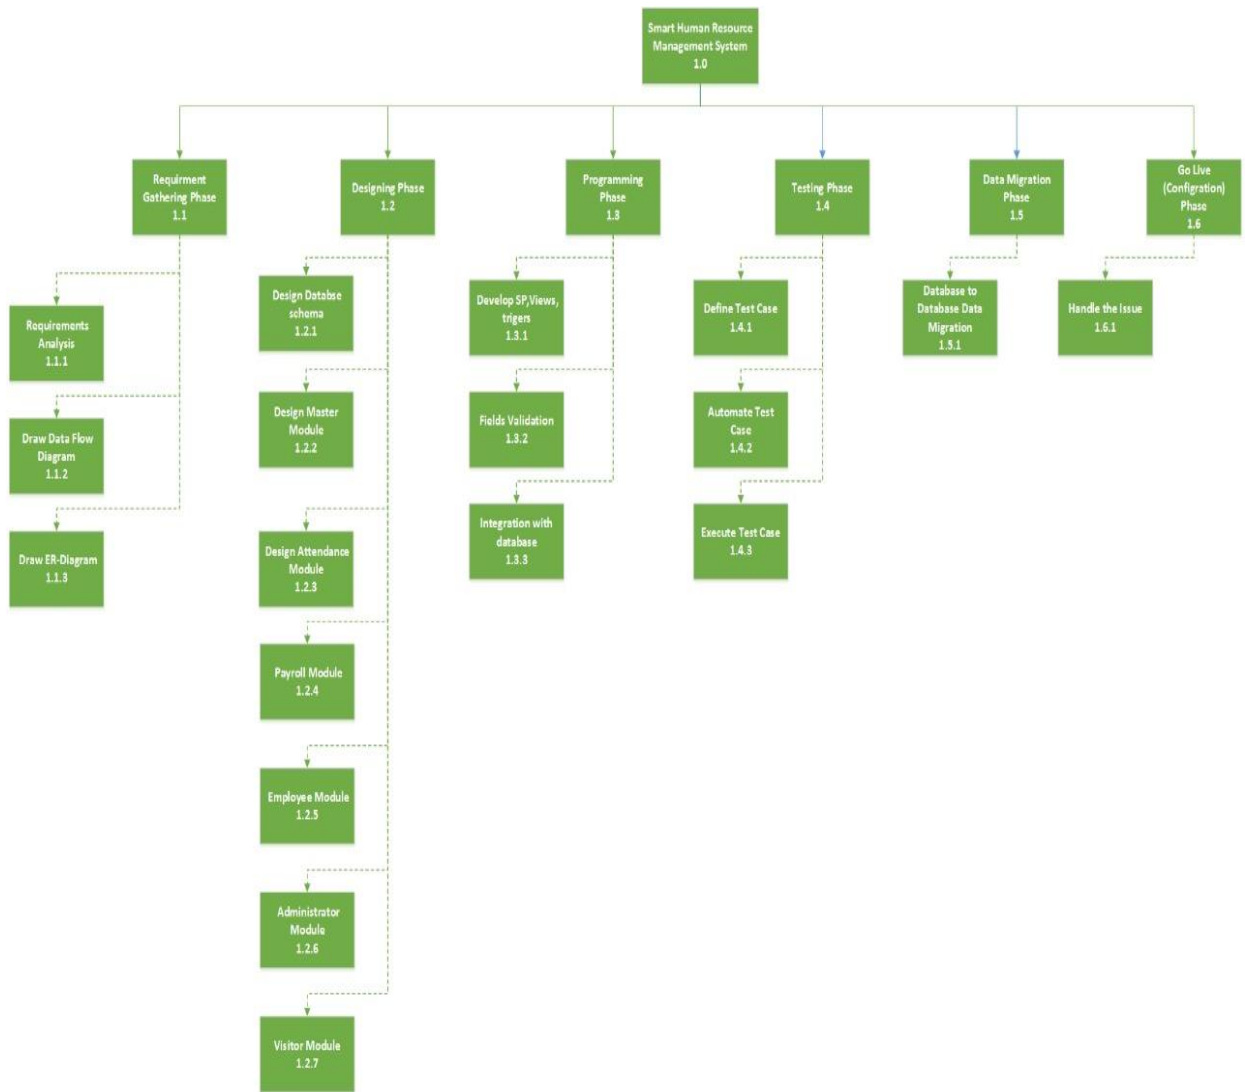 Smart Human Resource
Management System
1.0
Requirment
Gathering Phase
1.1
Designing Phase
1.2
Programming
Phase
1.3
Testing Phase
1.4
Data Migration
Phase
1.5
Go Live
(Configration)
Phase
1.6
Requirements
Analysis
1.1.1
Draw Data Flow
Diagram
1.1.2
Draw ER-Diagram
1.1.3
Design Databse
schema
1.2.1
Design Master
Module
1.2.2
Design Attendance
Module
1.2.3
Payroll Module
1.2.4
Employee Module
1.2.5
Administrator
Module
1.2.6
Visitor Module
1.2.7
Develop SP,Views,
trigers
1.3.1
Fields Validation
1.3.2
Integration with
database
1.3.3
Define Test Case
1.4.1
Automate Test
Case
1.4.2
Execute Test Case
1.4.3
Database to
Database Data
Migration
1.5.1
Handle the Issue
1.6.1